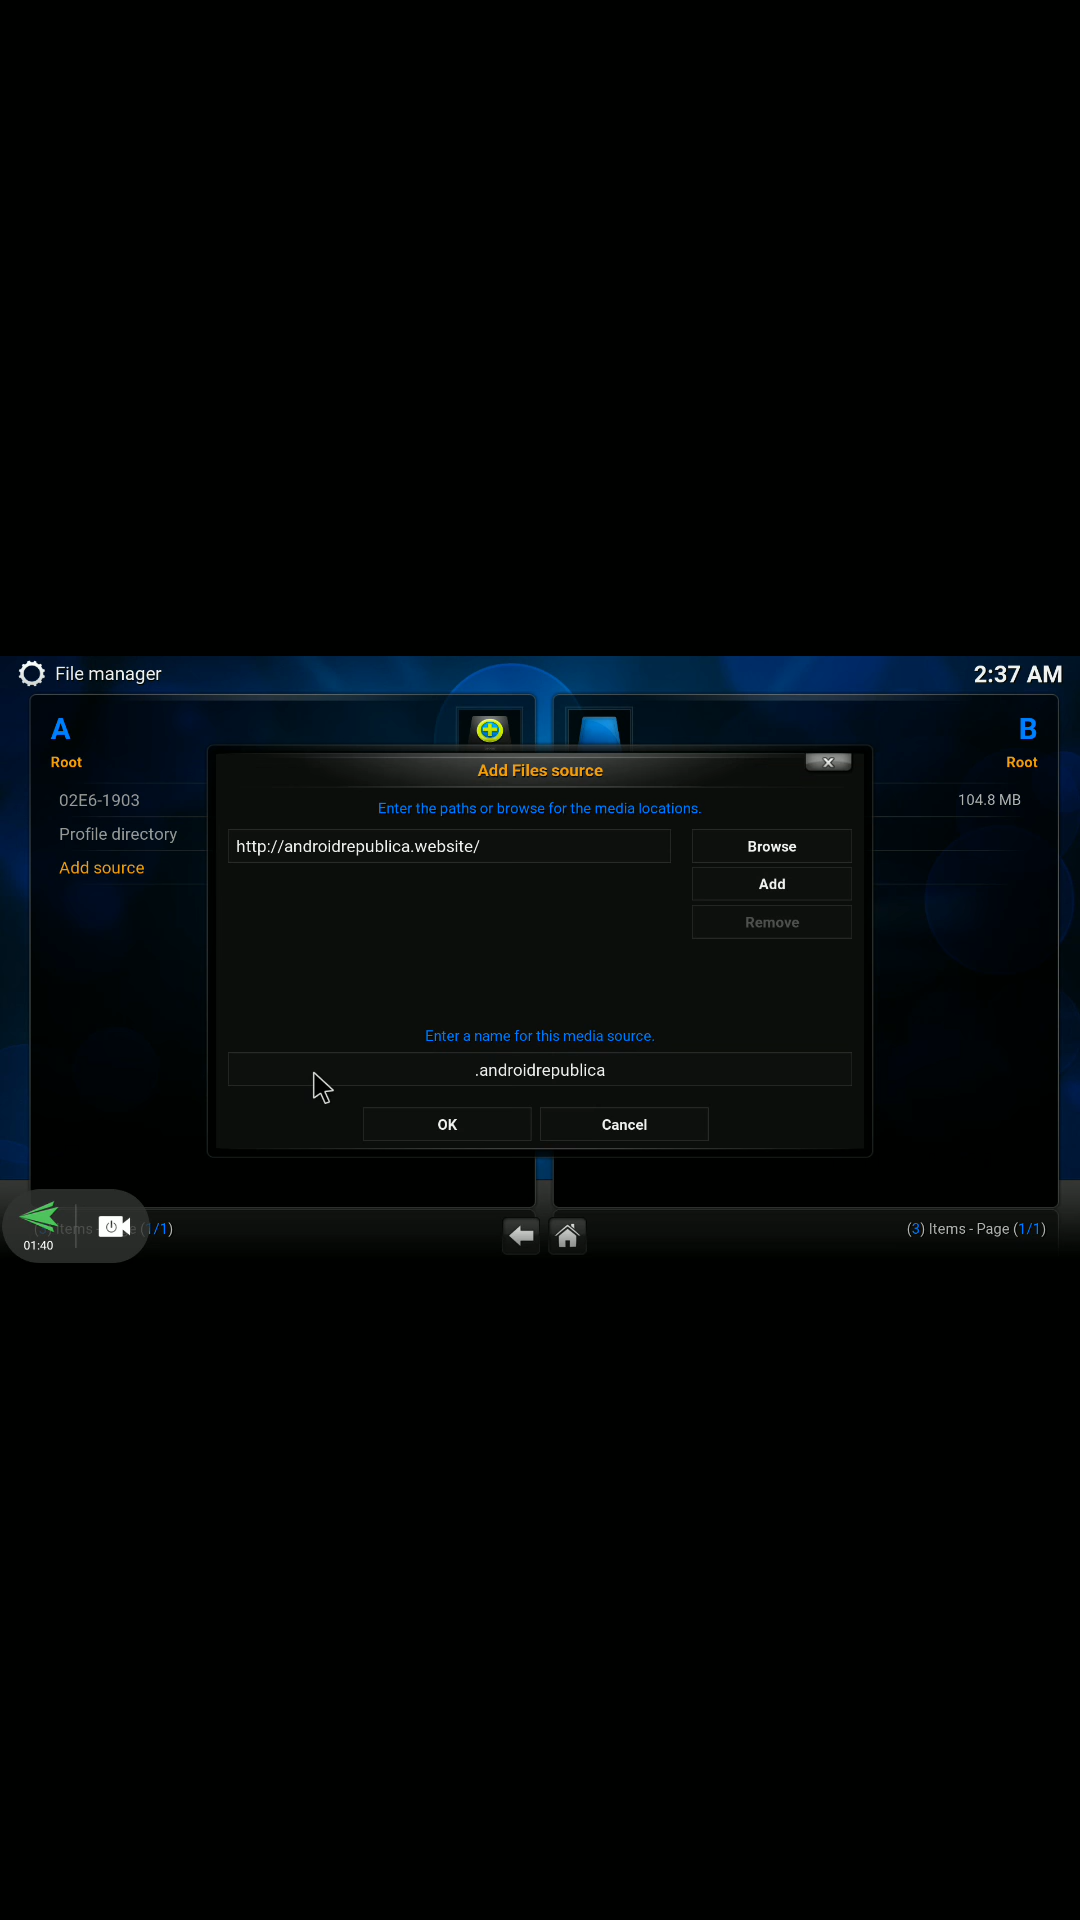 File manager
2:37 AM
A
B
Root
Root
Add Files source
02E6-1903
104.8 MB
Enter the paths or browse for the media locations.
Profile directory
http://androidrepublica.website/
Browse
Add source
Add
Remove
Enter a name for this media source.
.androidrepublica
OK
Cancel
Items - (1/1)
(3) Items - Page (1/1)
01:40